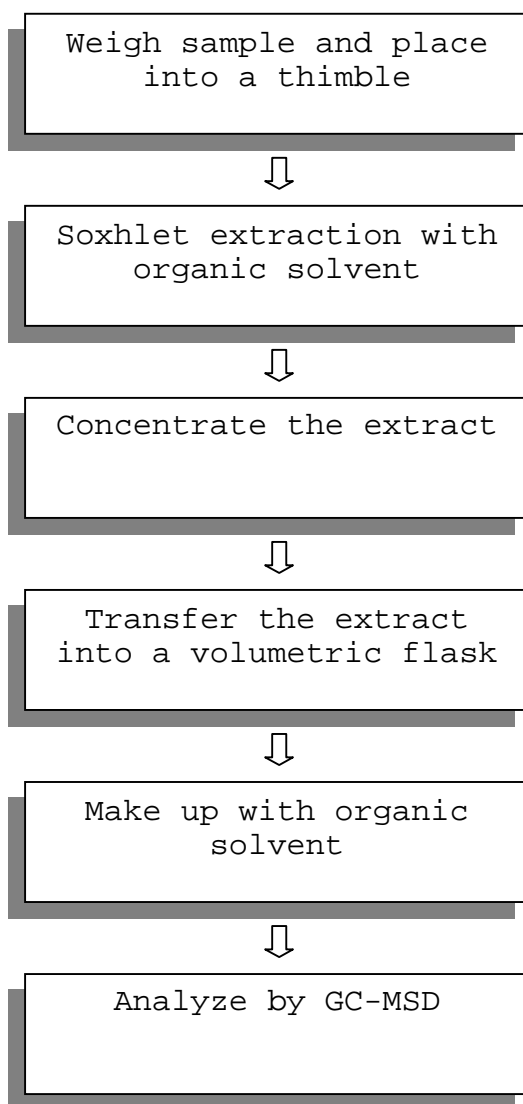 Weigh sample and place
into a thimble
Soxhlet extraction with
organic solvent
Concentrate the extract
Transfer the extract
into a volumetric flask
Make up with organic
solvent
Analyze by GC-MSD